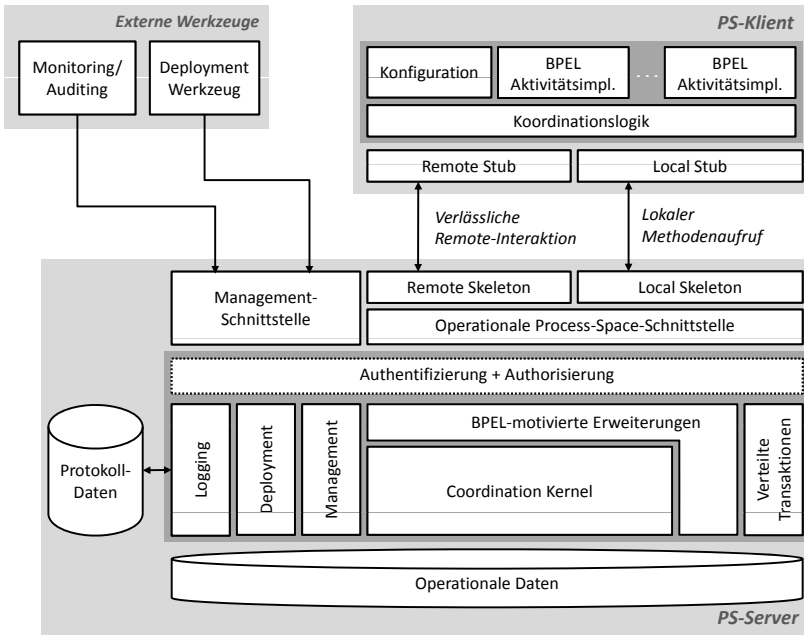 Externe Werkzeuge
Monitoring/
Auditing
Deployment
Werkzeug
PS-Klient
Konfiguration
BPEL
Aktivitätsimpl.
...
BPEL
Aktivitätsimpl.
Koordinationslogik
Remote Stub
Local Stub
Verlässliche
Remote-Interaktion
Lokaler
Methodenaufruf
Management-
Schnittstelle
Remote Skeleton
Local Skeleton
Operationale Process-Space-Schnittstelle
Authentifizierung + Authorisierung
Protokoll-
Daten
Logging
Deployment
Management
BPEL-motivierte Erweiterungen
Coordination Kernel
Verteilte
Transaktionen
Operationale Daten
PS-Server